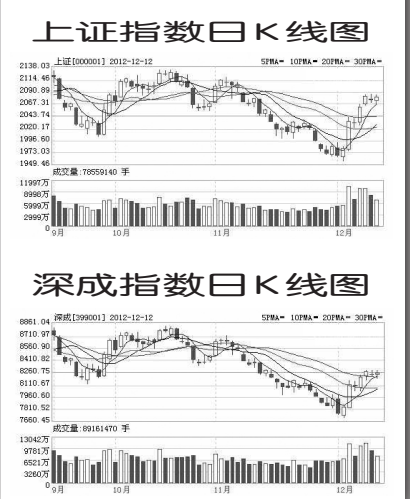 上证指数日K线图
上证[000001] 2012-12-12 5PMA= 10PMA= 20PMA= 30PMA=
2138.03
2114.46
2090.89
2067.31
2043.74
2020.17
1996.60
1973.03
1949.46
成交量:78559140 手
11997万
8998万
5999万
2999万
0
9月 10月 11月 12月
深成指数日K线图
深成[399001] 2012-12-12 5PMA= 10PMA= 20PMA= 30PMA=
8861.04
8710.97
8560.90
8410.82
8260.75
8110.67
7960.60
7810.52
7660.45
成交量:89161470 手
13042万
9781万
6521万
3260万
0
9月 10月 11月 12月